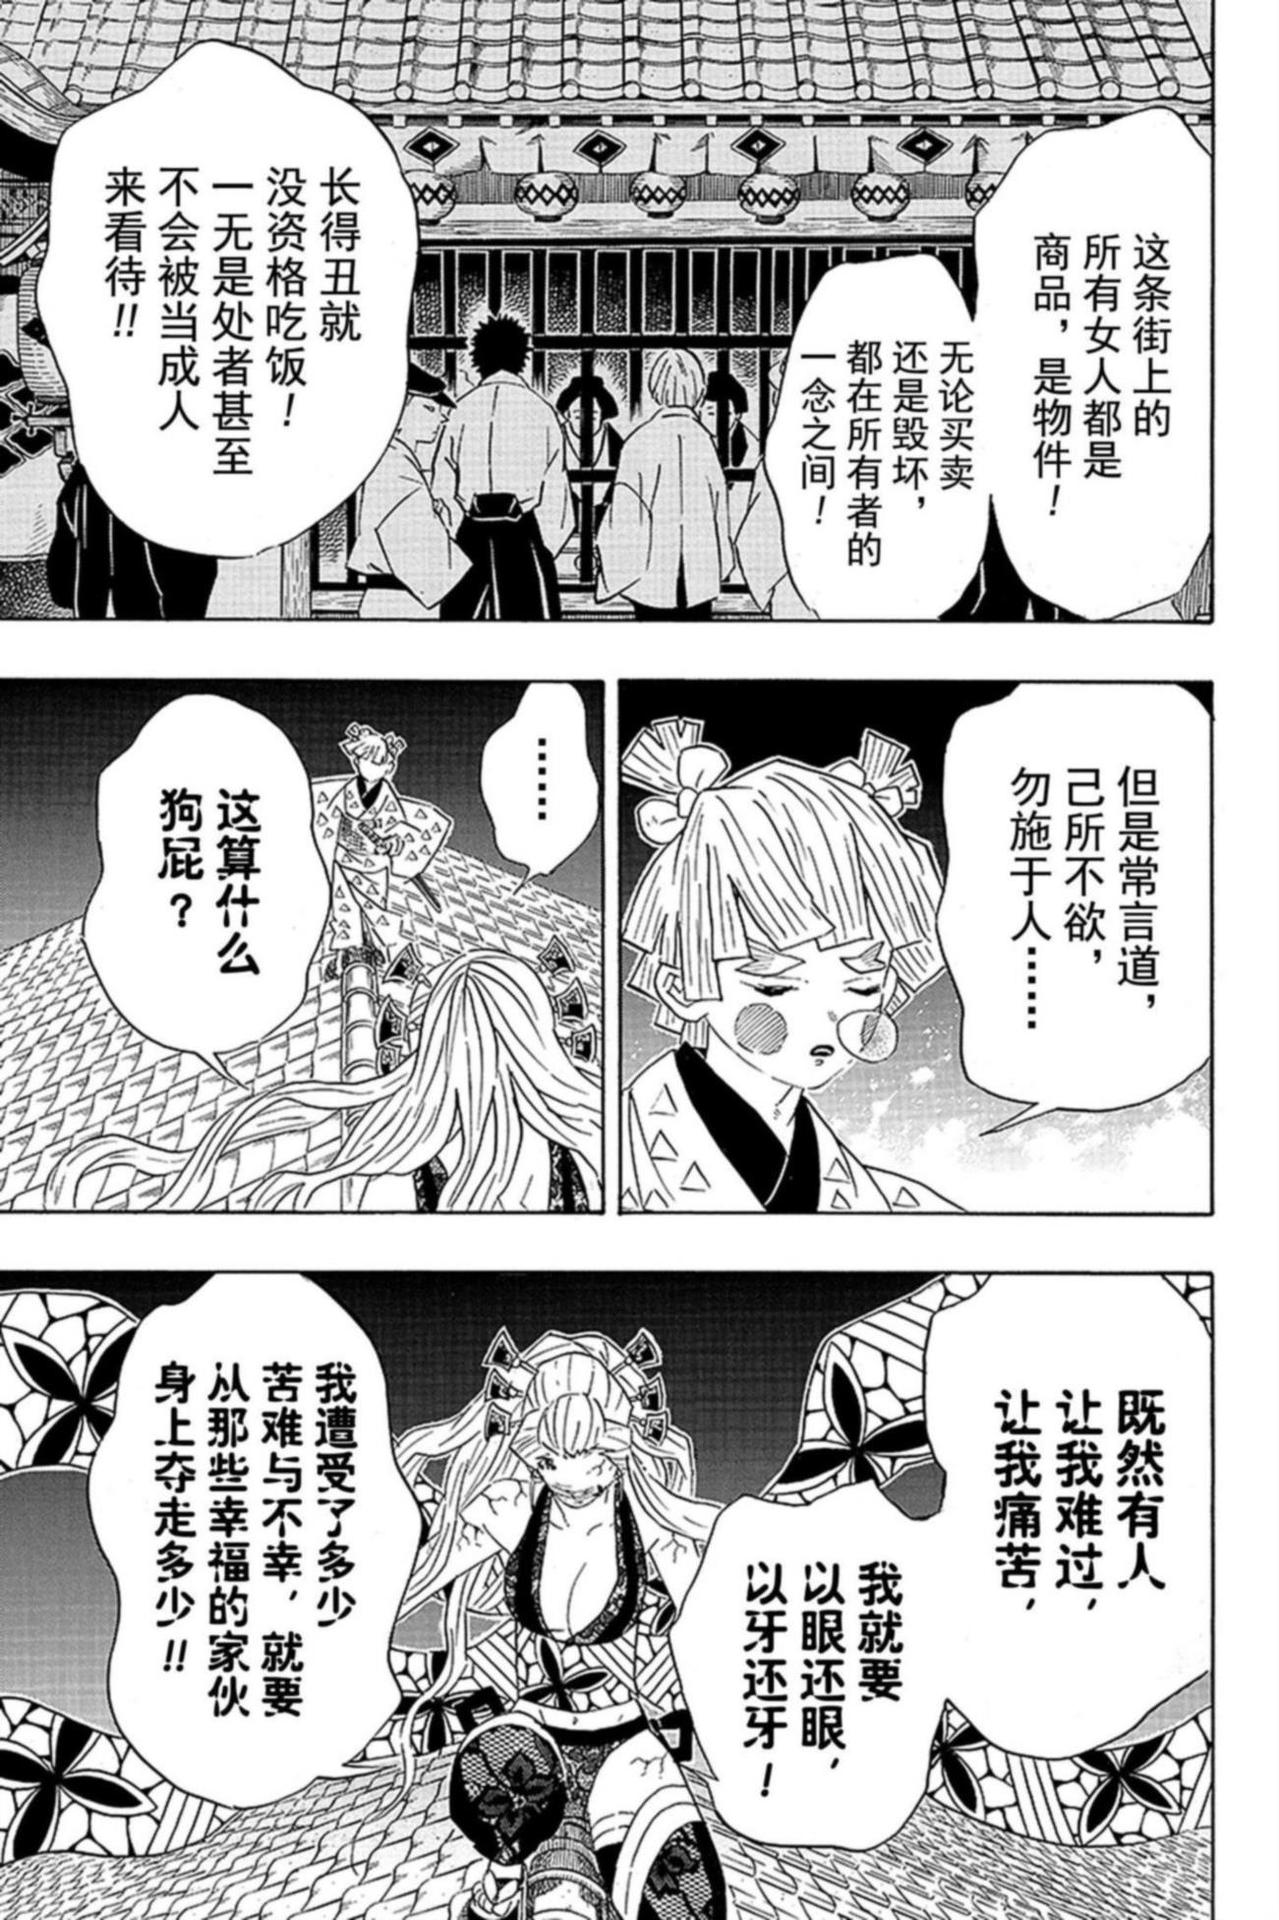 这条街上的
所有女人都是
商品，是物件！
无论买卖
还是毁坏，
都在所有者的
一念之间！
长得丑就
没资格吃饭！
一无是处者甚至
不会被当成人
来看待!!
但是常言道，
己所不欲，
勿施于人……
……
这算什么
狗屁？
既然有人
让我难过，
让我痛苦，
我就要
以眼还眼，
以牙还牙！
我遭受了多少
苦难与不幸，就要
从那些幸福的家伙
身上夺走多少!!